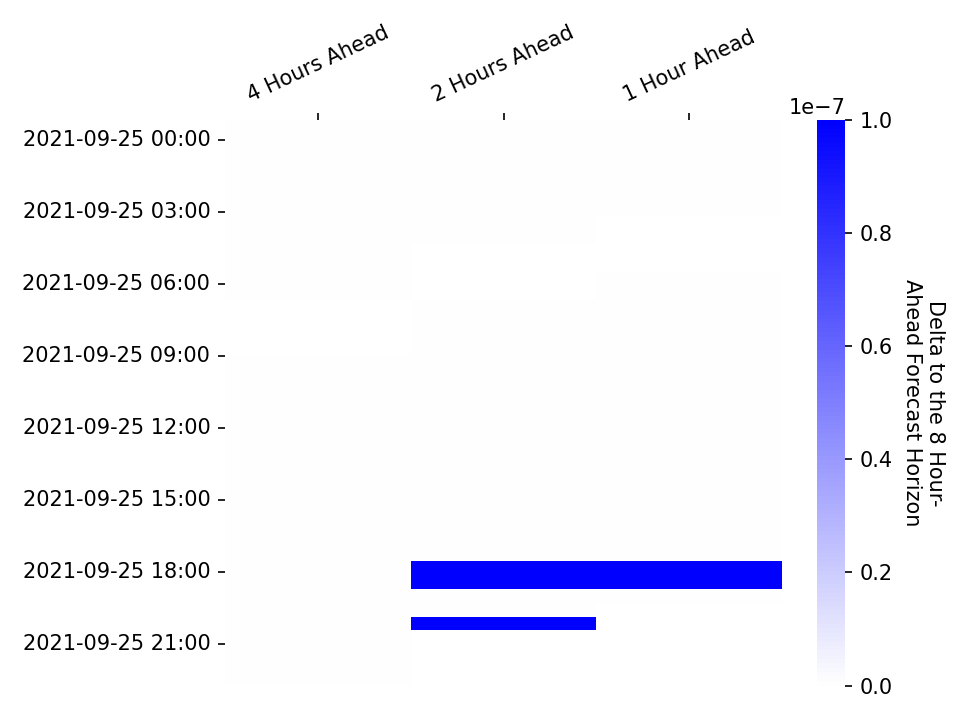 4 Hours Ahead
2 Hours Ahead
1 Hour Ahead
1e−7
2021-09-25 00:00
2021-09-25 03:00
2021-09-25 06:00
2021-09-25 09:00
2021-09-25 12:00
2021-09-25 15:00
2021-09-25 18:00
2021-09-25 21:00
1.0
0.8
0.6
0.4
0.2
0.0
Delta to the 8 Hour-
Ahead Forecast Horizon